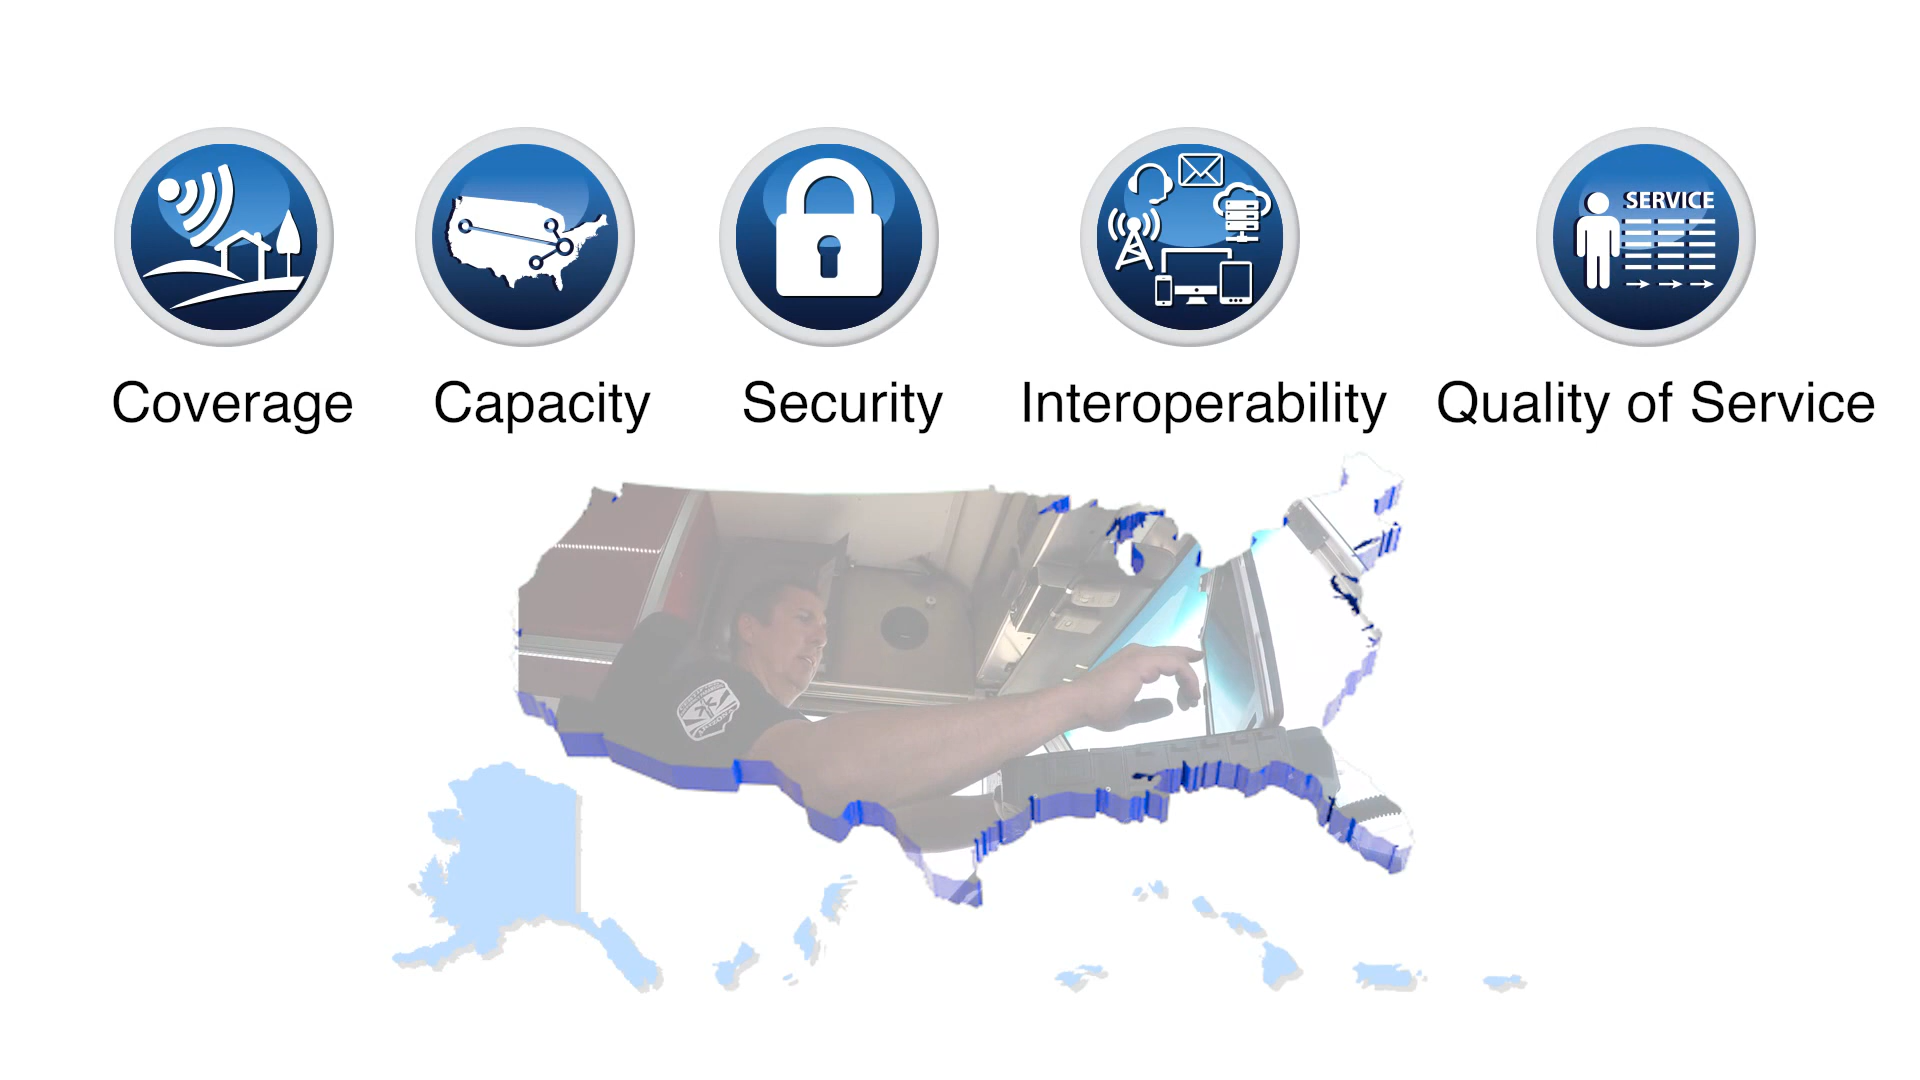 SERVICE
Coverage
Capacity
Security
Interoperability
Quality of Service